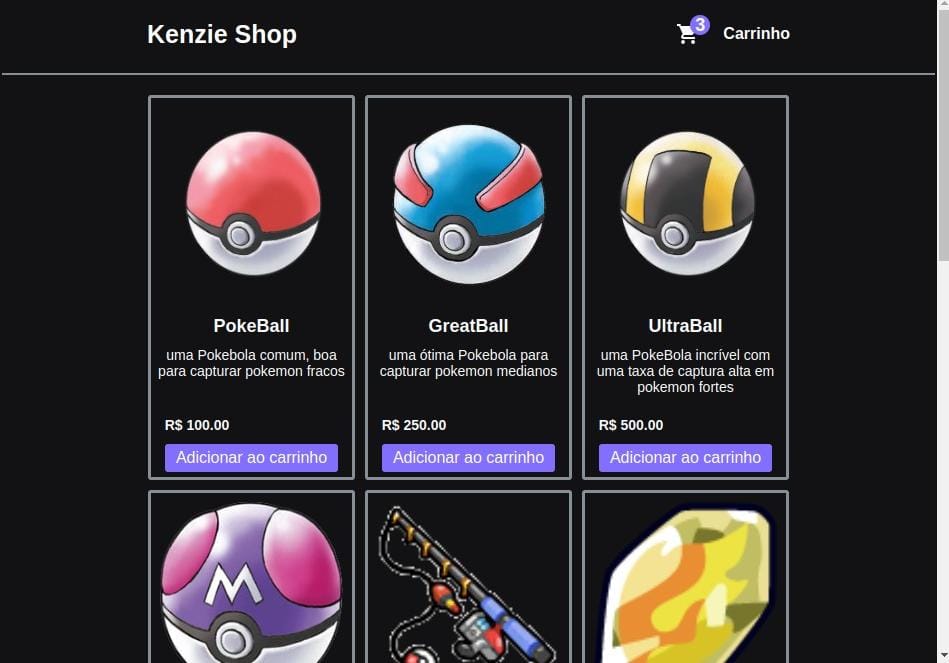 Kenzie Shop
3
Carrinho
PokeBall
uma Pokebola comum, boa
para capturar pokemon fracos
R$ 100.00
Adicionar ao carrinho
GreatBall
uma ótima Pokebola para
capturar pokemon medianos
R$ 250.00
Adicionar ao carrinho
UltraBall
uma PokeBola incrível com
uma taxa de captura alta em
pokemon fortes
R$ 500.00
Adicionar ao carrinho
M